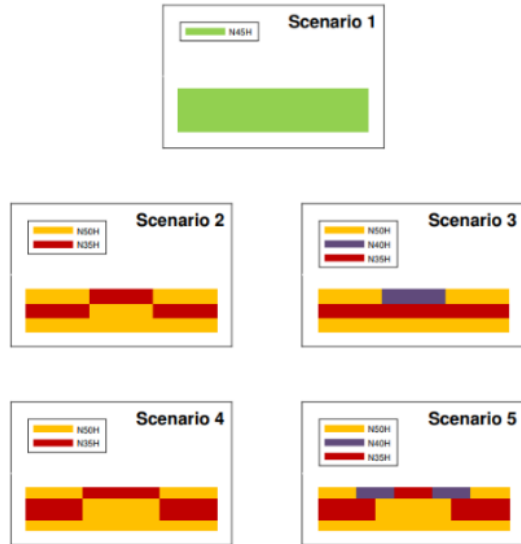 Scenario 1
N45H
Scenario 2
N50H
N35H
Scenario 3
N50H
N40H
N35H
Scenario 4
N50H
N35H
Scenario 5
N50H
N40H
N35H